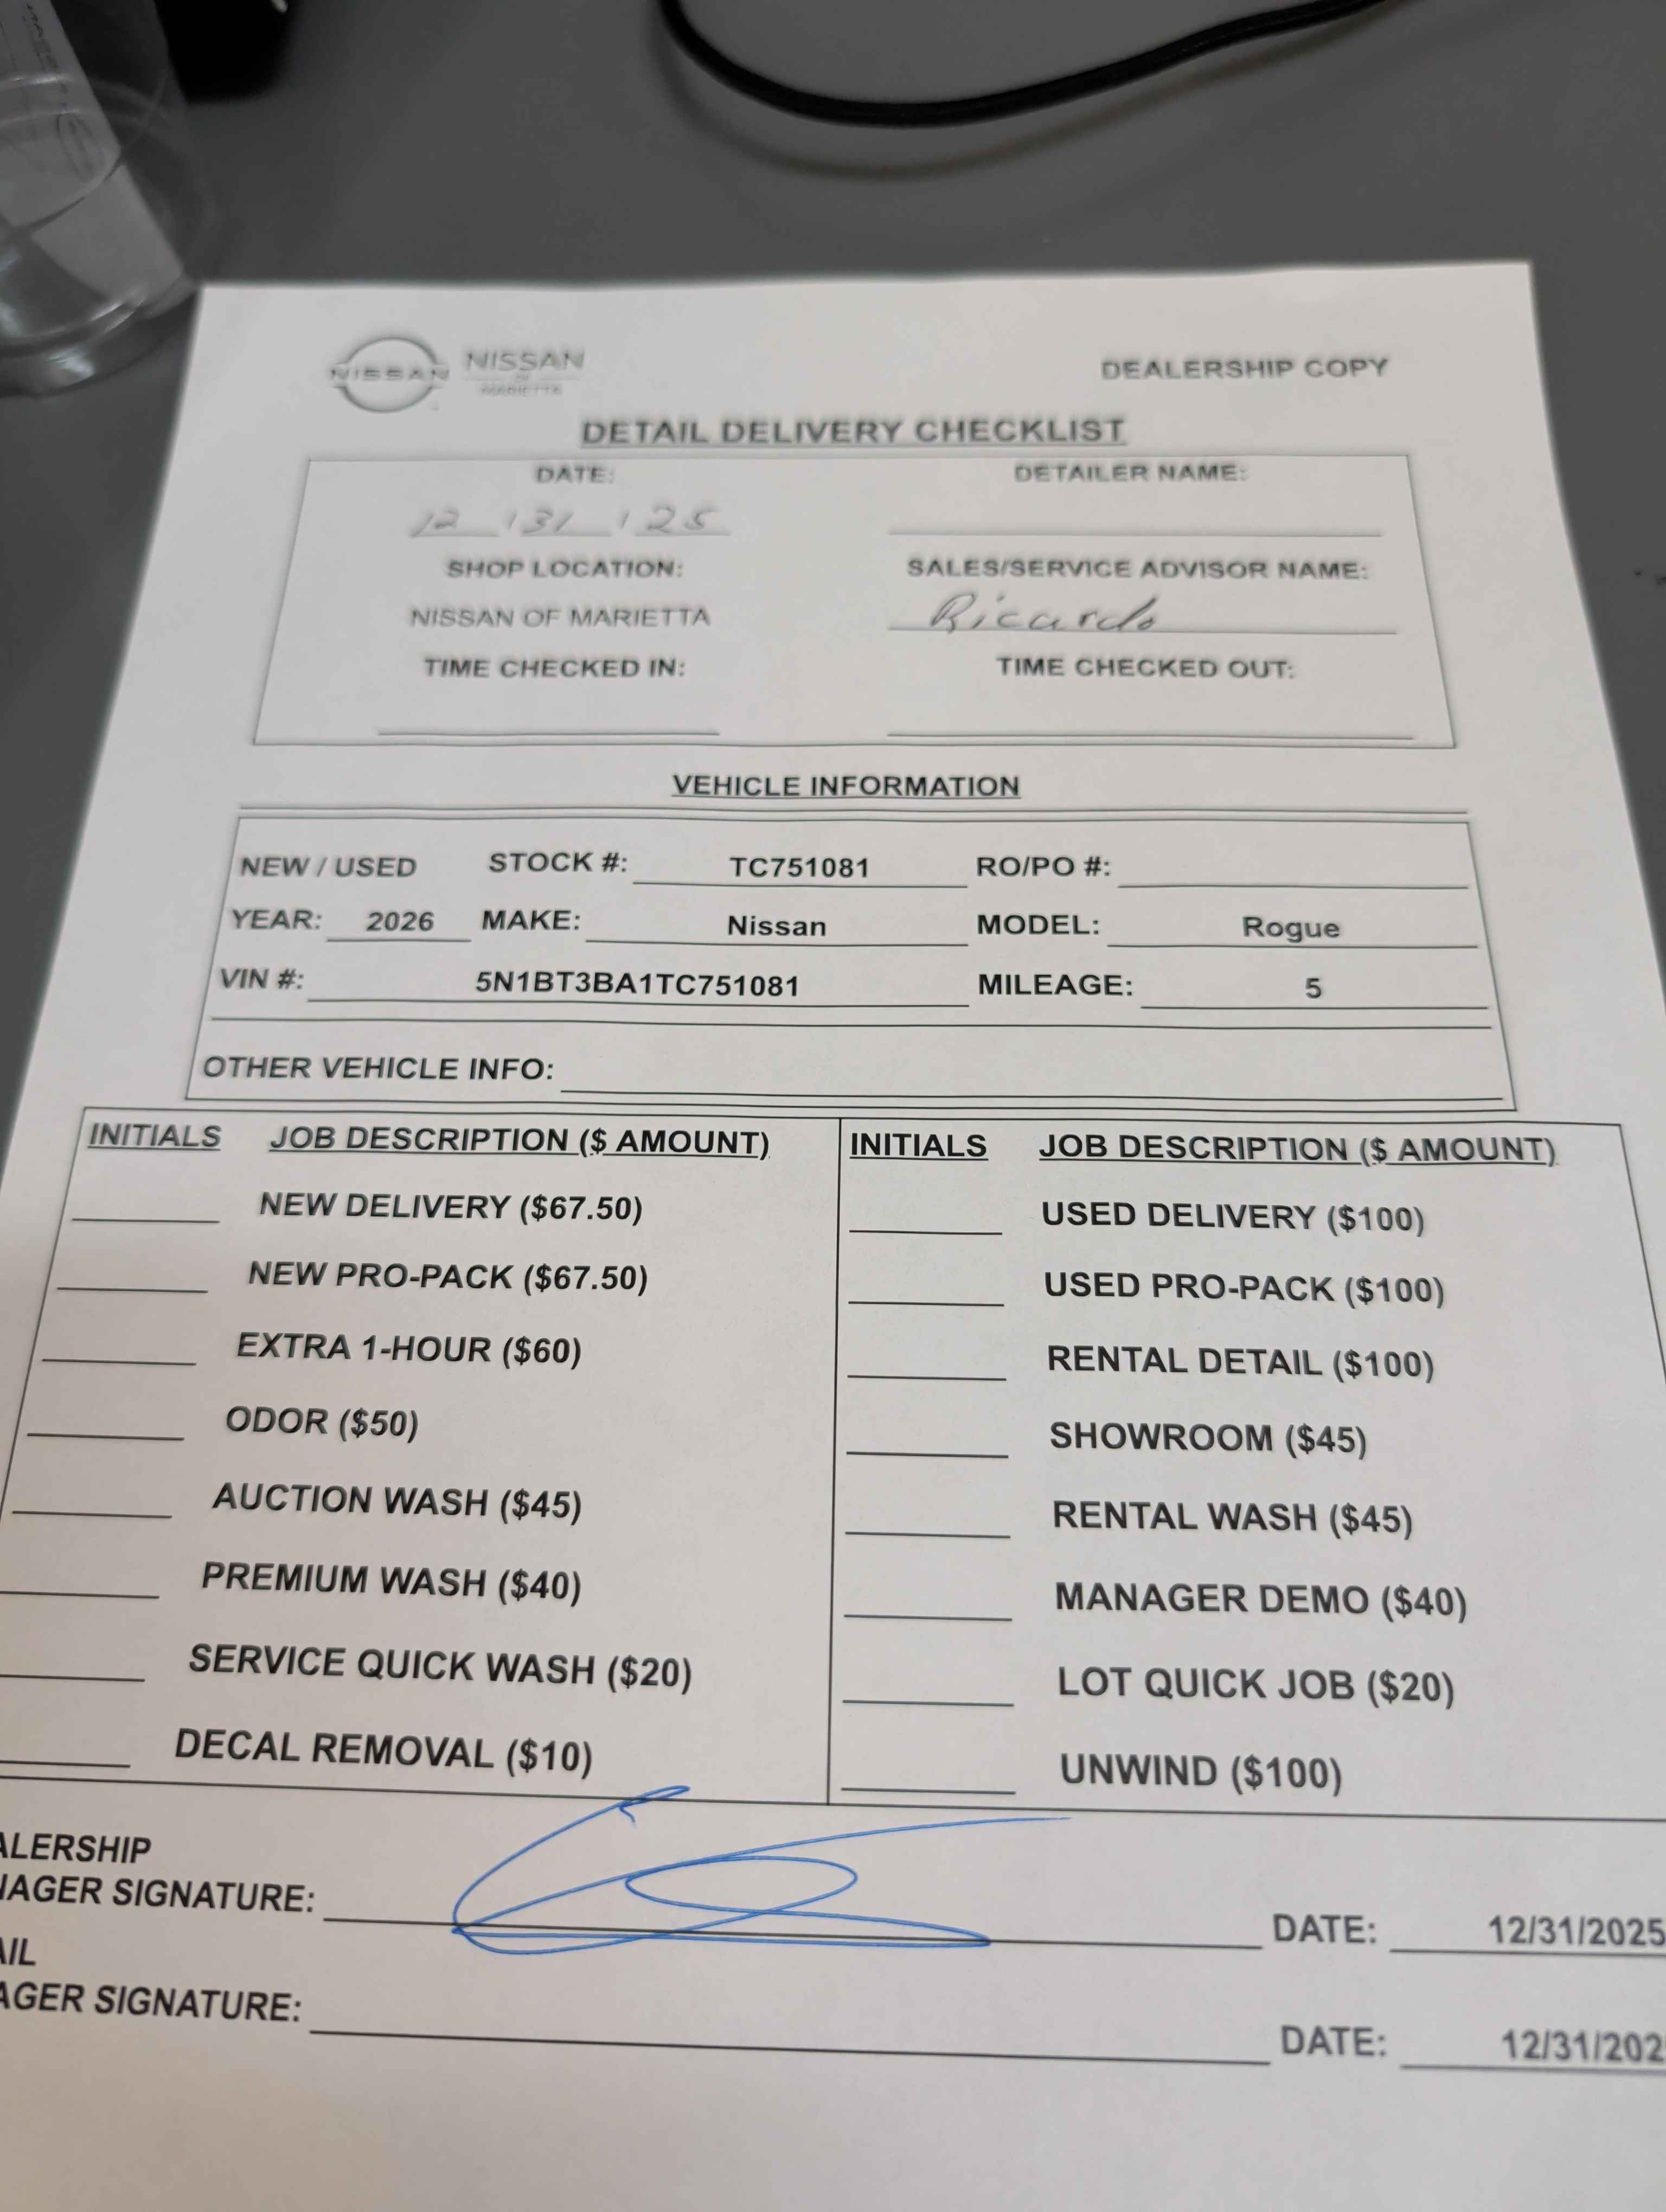 NISSAN NISSAN
OF
MARIETTA
DEALERSHIP COPY
DETAIL DELIVERY CHECKLIST
DATE: DETAILER NAME:
12 / 31 / 25
SHOP LOCATION: SALES/SERVICE ADVISOR NAME:
NISSAN OF MARIETTA Ricardo
TIME CHECKED IN: TIME CHECKED OUT:
VEHICLE INFORMATION
NEW / USED STOCK #: TC751081 RO/PO #:
YEAR: 2026 MAKE: Nissan MODEL: Rogue
VIN #: 5N1BT3BA1TC751081 MILEAGE: 5
OTHER VEHICLE INFO:
INITIALS JOB DESCRIPTION ($ AMOUNT) INITIALS JOB DESCRIPTION ($ AMOUNT)
NEW DELIVERY ($67.50) USED DELIVERY ($100)
NEW PRO-PACK ($67.50) USED PRO-PACK ($100)
EXTRA 1-HOUR ($60) RENTAL DETAIL ($100)
ODOR ($50) SHOWROOM ($45)
AUCTION WASH ($45) RENTAL WASH ($45)
PREMIUM WASH ($40) MANAGER DEMO ($40)
SERVICE QUICK WASH ($20) LOT QUICK JOB ($20)
DECAL REMOVAL ($10) UNWIND ($100)
ALERSHIP
AGER SIGNATURE: DATE: 12/31/2025
AIL
AGER SIGNATURE: DATE: 12/31/202